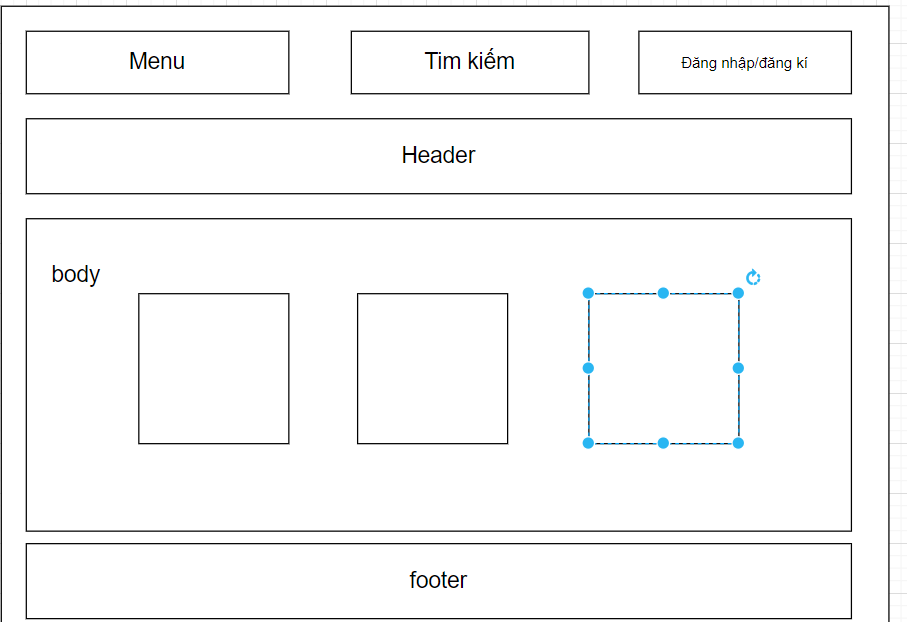 Menu
Tim kiếm
Đăng nhập/đăng kí
Header
body
footer